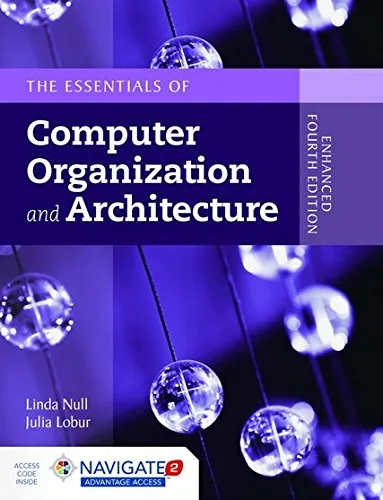 THE ESSENTIALS OF
Computer
Organization
and Architecture
ENHANCED
FOURTH EDITION
Linda Null
Julia Lobur
ACCESS
CODE
INSIDE
NAVIGATE 2
ADVANTAGE ACCESS